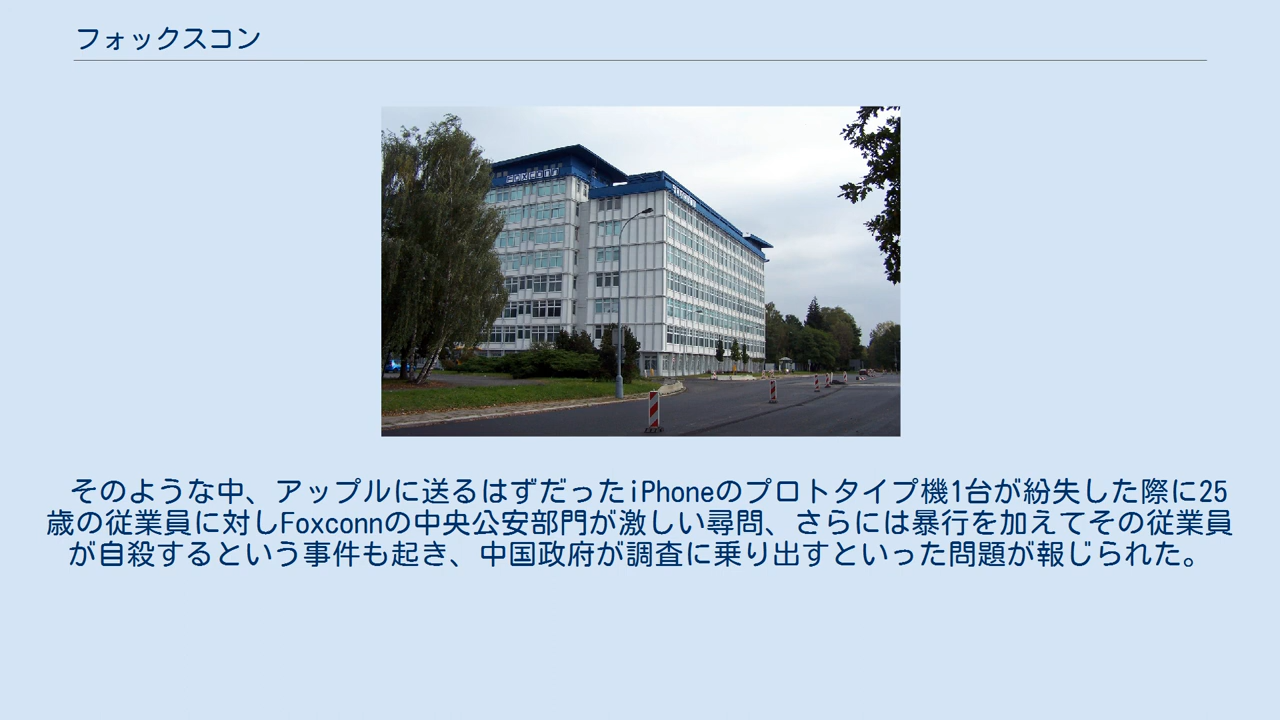 フォックスコン
FOXCONN
そのような中、アップルに送るはずだったiPhoneのプロトタイプ機1台が紛失した際に25
歳の従業員に対しFoxconnの中央公安部門が激しい尋問、さらには暴行を加えてその従業員
が自殺するという事件も起き、中国政府が調査に乗り出すといった問題が報じられた。